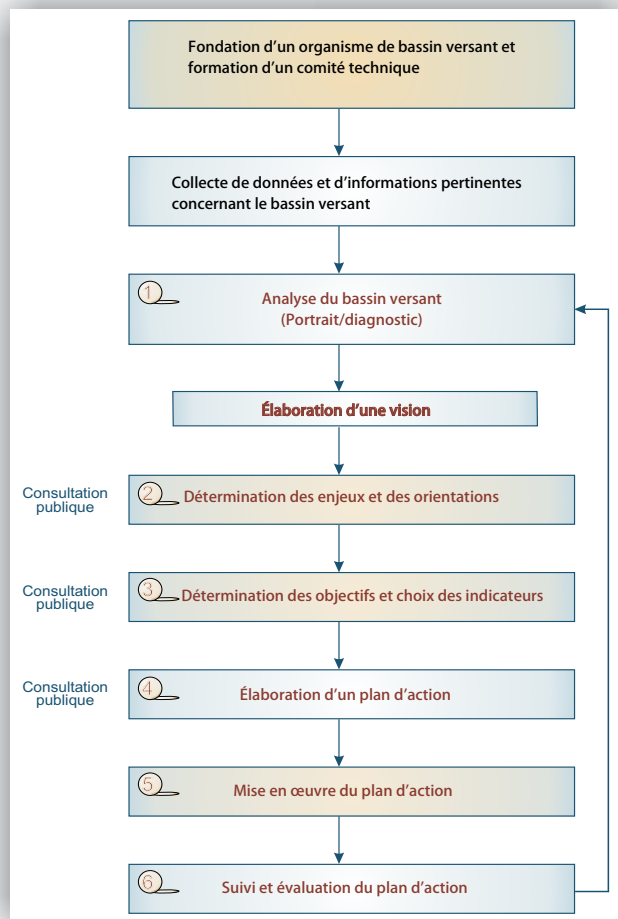 Fondation d'un organisme de bassin versant et
formation d'un comité technique
Collecte de données et d'informations pertinentes
concernant le bassin versant
1
Analyse du bassin versant
(Portrait/diagnostic)
Élaboration d'une vision
Consultation
publique
2
Détermination des enjeux et des orientations
Consultation
publique
3
Détermination des objectifs et choix des indicateurs
Consultation
publique
4
Élaboration d'un plan d'action
5
Mise en œuvre du plan d'action
6
Suivi et évaluation du plan d'action